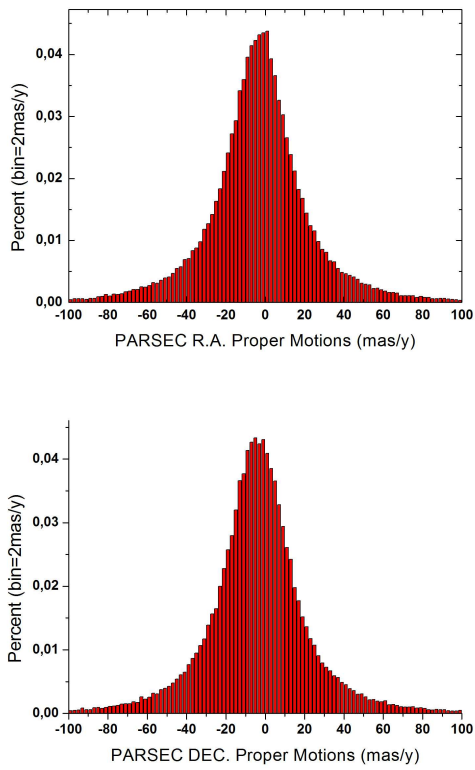 0,04
0,03
0,02
0,01
0,00
Percent (bin=2mas/y)
-100 -80 -60 -40 -20 0 20 40 60 80 100
PARSEC R.A. Proper Motions (mas/y)
0,04
0,03
0,02
0,01
0,00
Percent (bin=2mas/y)
-100 -80 -60 -40 -20 0 20 40 60 80 100
PARSEC DEC. Proper Motions (mas/y)